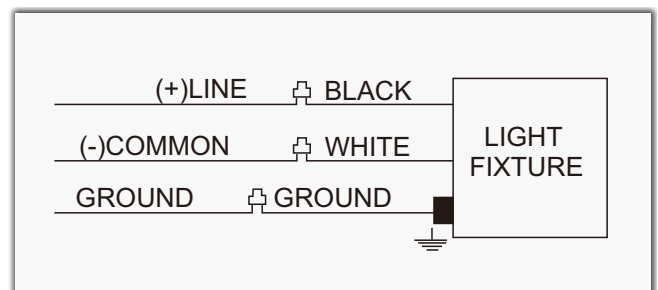 (+)LINE BLACK
(-)COMMON WHITE
GROUND GROUND
LIGHT
FIXTURE